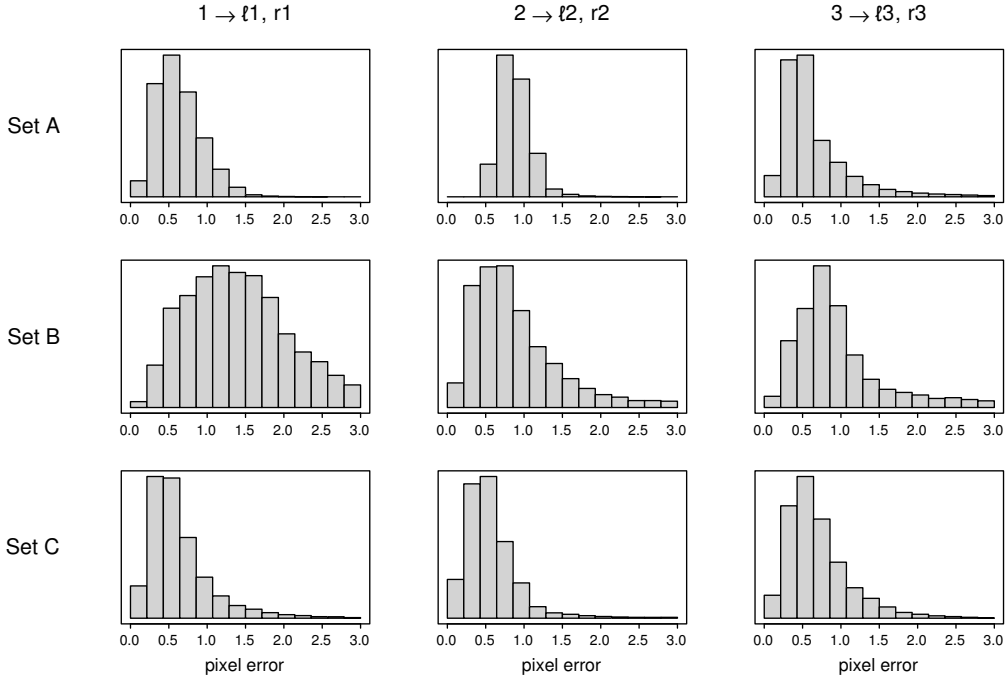 1 → ℓ1, r1 2 → ℓ2, r2 3 → ℓ3, r3
Set A
0.0 0.5 1.0 1.5 2.0 2.5 3.0 0.0 0.5 1.0 1.5 2.0 2.5 3.0 0.0 0.5 1.0 1.5 2.0 2.5 3.0
Set B
0.0 0.5 1.0 1.5 2.0 2.5 3.0 0.0 0.5 1.0 1.5 2.0 2.5 3.0 0.0 0.5 1.0 1.5 2.0 2.5 3.0
Set C
0.0 0.5 1.0 1.5 2.0 2.5 3.0 0.0 0.5 1.0 1.5 2.0 2.5 3.0 0.0 0.5 1.0 1.5 2.0 2.5 3.0
pixel error pixel error pixel error